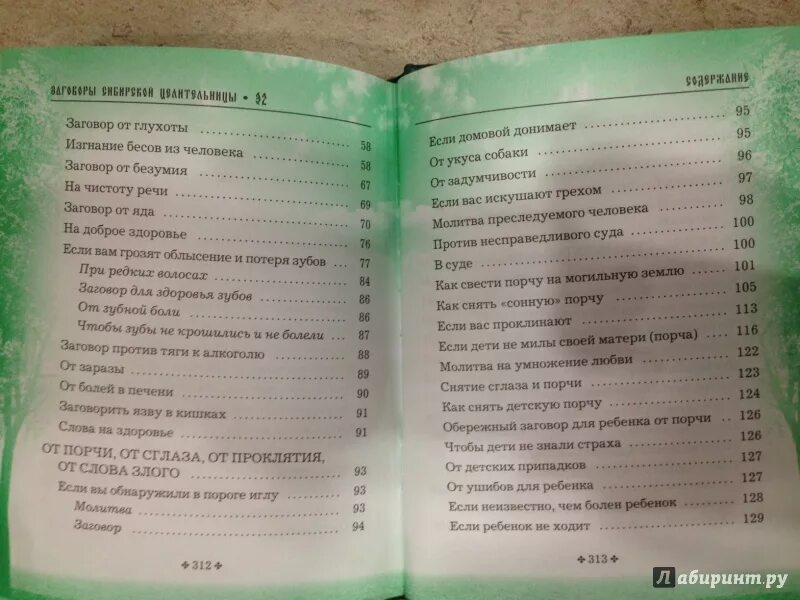 ЗАГОВОРЫ СИБИРСКОЙ ЦЕЛИТЕЛЬНИЦЫ • 32
Заговор от глухоты 58
Изгнание бесов из человека 58
Заговор от безумия 67
На чистоту речи 69
Заговор от яда 70
На доброе здоровье 76
Если вам грозят облысение и потеря зубов 77
При редких волосах 84
Заговор для здоровья зубов 86
От зубной боли 86
Чтобы зубы не крошились и не болели 87
Заговор против тяги к алкоголю 88
От заразы 89
От болей в печени 90
Заговорить язву в кишках 91
Слова на здоровье 91
ОТ ПОРЧИ, ОТ СГЛАЗА, ОТ ПРОКЛЯТИЯ,
ОТ СЛОВА ЗЛОГО 93
Если вы обнаружили в пороге иглу 93
Молитва 93
Заговор 94
312
СОДЕРЖАНИЕ
Если домовой донимает 95
От укуса собаки 95
От задумчивости 96
Если вас искушают грехом 97
Молитва преследуемого человека 98
Против несправедливого суда 100
В суде 100
Как свести порчу на могильную землю 101
Как снять "сонную" порчу 105
Если вас проклинают 113
Если дети не милы своей матери (порча) 116
Молитва на умножение любви 122
Снятие сглаза и порчи 123
Как снять детскую порчу 124
Обережный заговор для ребенка от порчи 126
Чтобы дети не знали страха 126
От детских припадков 127
От ушибов для ребенка 127
Если неизвестно, чем болен ребенок 128
Если ребенок не ходит 129
313
Лабиринт.ру